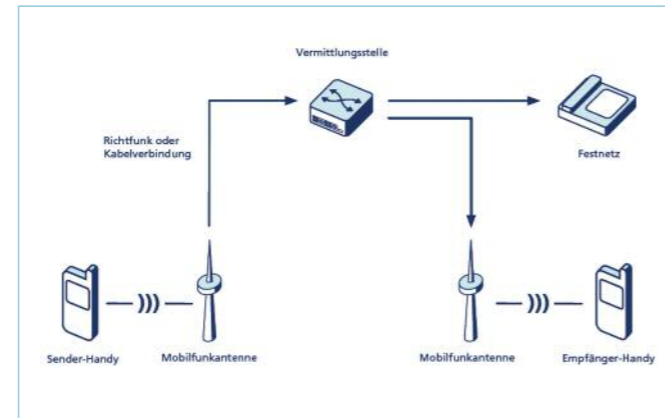 Vermittlungsstelle
Richtfunk oder
Kabelverbindung
Festnetz
Sender-Handy
Mobilfunkantenne
Mobilfunkantenne
Empfänger-Handy